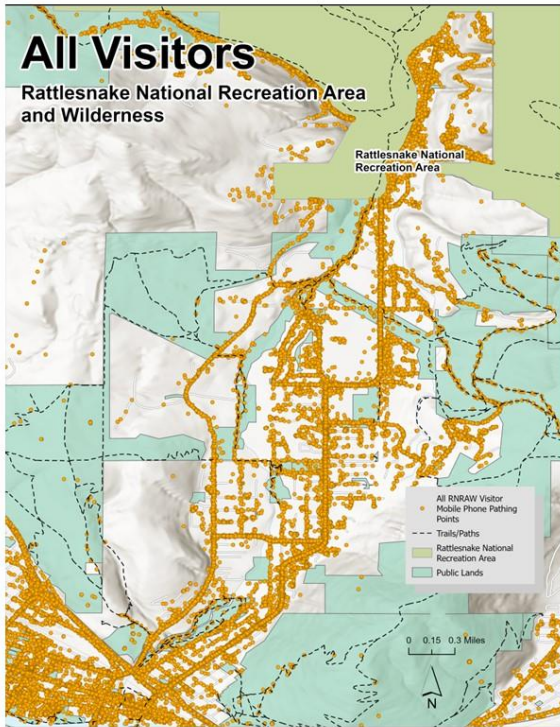 All Visitors
Rattlesnake National Recreation Area
and Wilderness
Rattlesnake National
Recreation Area
All RNRAW Visitor
Mobile Phone Pathing
Points
Trails/Paths
Rattlesnake National
Recreation Area
Public Lands
0 0.15 0.3 Miles
N